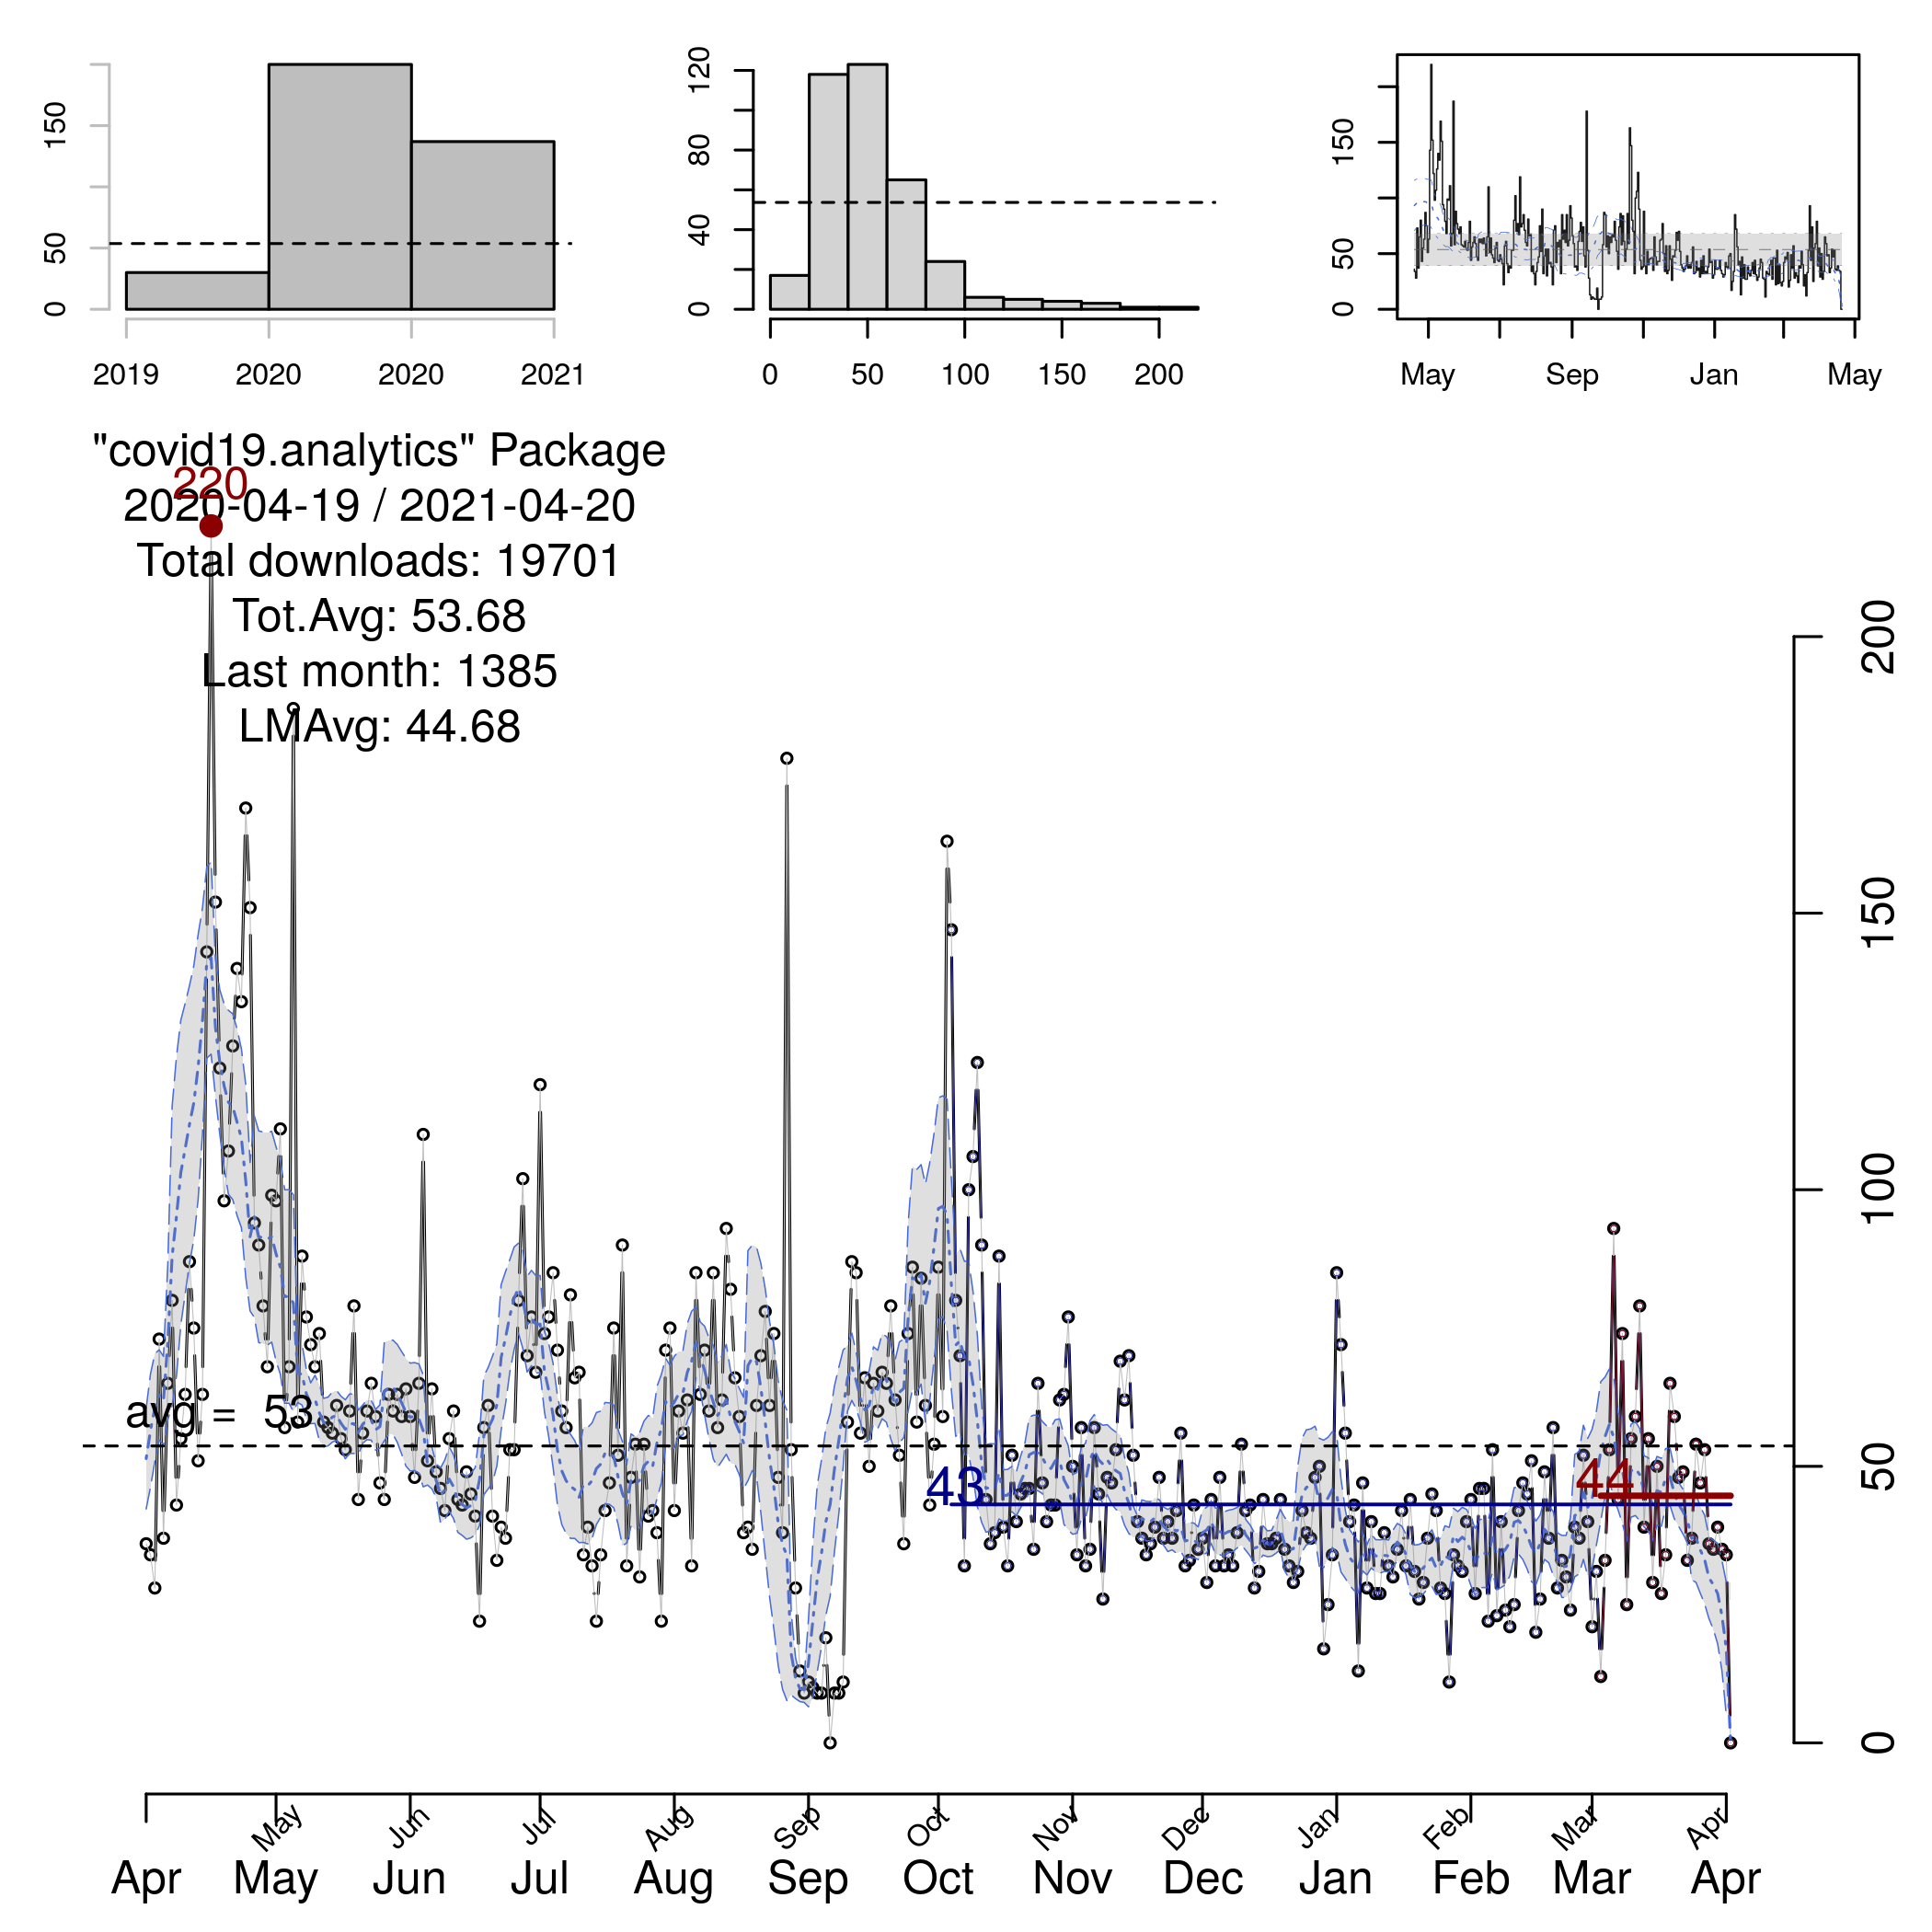 0 50 150
2019 2020 2020 2021
0 40 80 120
0 50 100 150 200
0 50 150
May Sep Jan May
"covid19.analytics" Package
220
2020-04-19 / 2021-04-20
Total downloads: 19701
Tot.Avg: 53.68
Last month: 1385
LMAvg: 44.68
avg = 53
43
44
0 50 100 150 200
May Jun Jul Aug Sep Oct Nov Dec Jan Feb Mar Apr
Apr May Jun Jul Aug Sep Oct Nov Dec Jan Feb Mar Apr